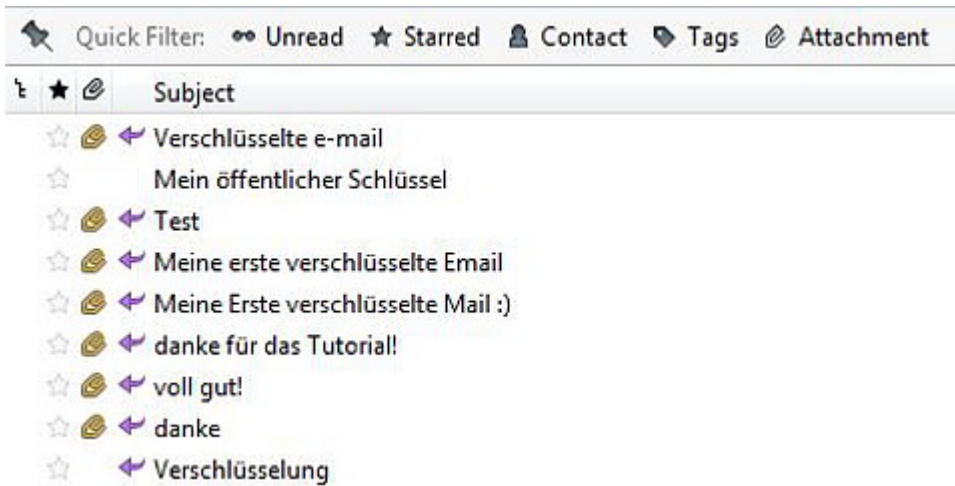 Quick Filter: Unread Starred Contact Tags Attachment
Subject
Verschlüsselte e-mail
Mein öffentlicher Schlüssel
Test
Meine erste verschlüsselte Email
Meine Erste verschlüsselte Mail :)
danke für das Tutorial!
voll gut!
danke
Verschlüsselung